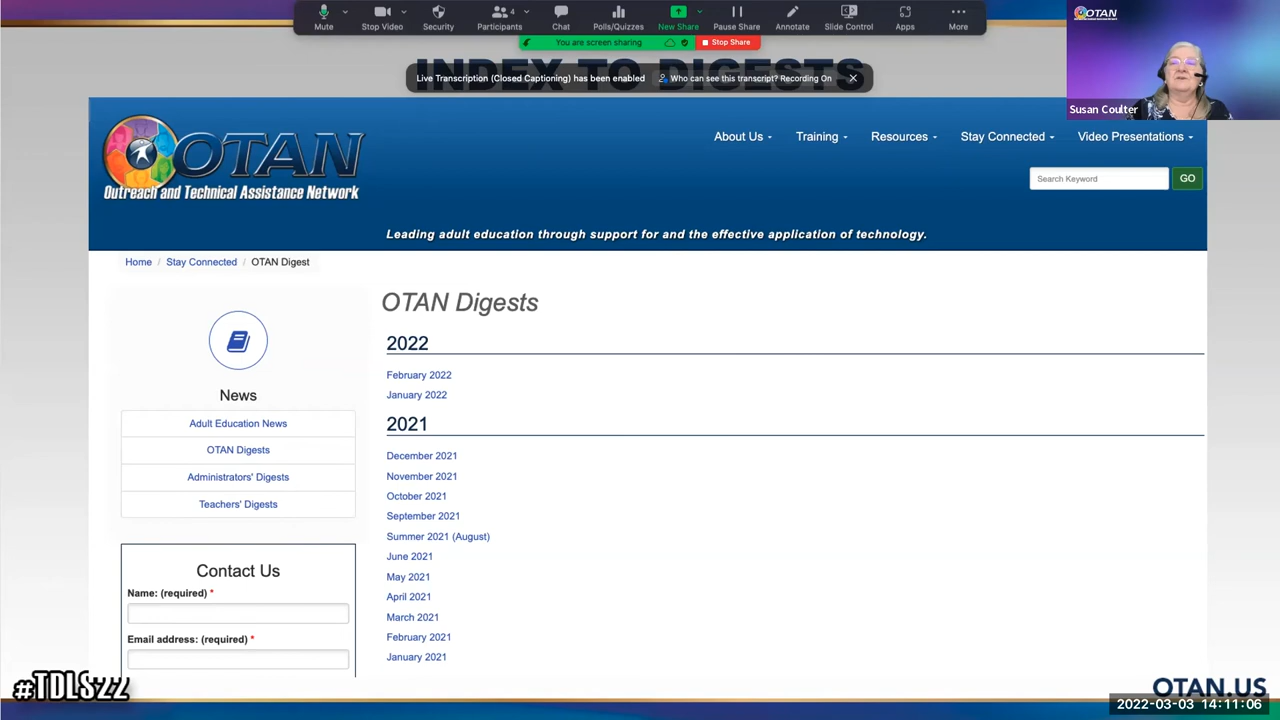 Mute
Stop Video
Security
Participants
4
Chat
Polls/Quizzes
New Share
Pause Share
Annotate
Slide Control
Apps
More
You are screen sharing
Stop Share
INDEX TO DIGESTS
Live Transcription (Closed Captioning) has been enabled
Who can see this transcript? Recording On
OTAN
Susan Coulter
OTAN
Outreach and Technical Assistance Network
About Us
Training
Resources
Stay Connected
Video Presentations
Search Keyword
GO
Leading adult education through support for and the effective application of technology.
Home / Stay Connected / OTAN Digest
News
Adult Education News
OTAN Digests
Administrators' Digests
Teachers' Digests
Contact Us
Name: (required) *
Email address: (required) *
OTAN Digests
2022
February 2022
January 2022
2021
December 2021
November 2021
October 2021
September 2021
Summer 2021 (August)
June 2021
May 2021
April 2021
March 2021
February 2021
January 2021
#TDLS22
OTAN.US
2022-03-03 14:11:06